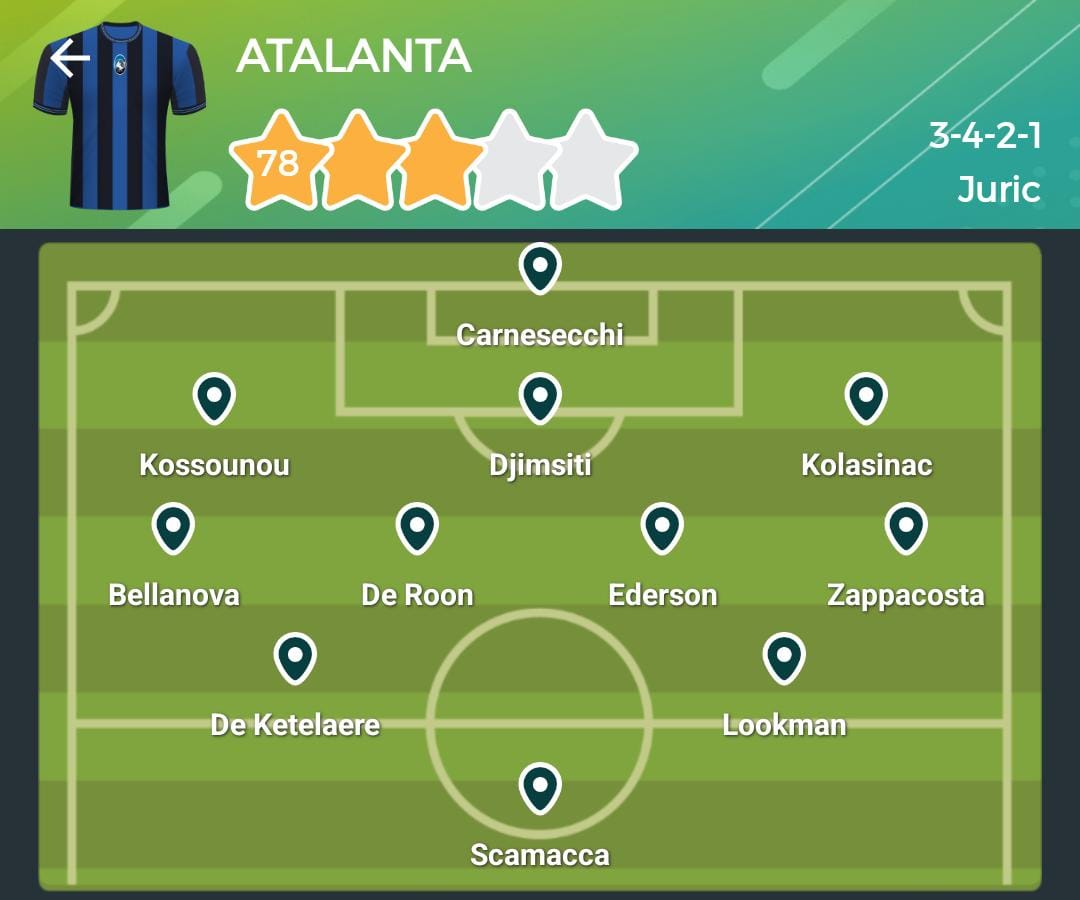 ATALANTA
78
3-4-2-1
Juric
Carnesecchi
Kossounou Djimsiti Kolasinac
Bellanova De Roon Ederson Zappacosta
De Ketelaere Lookman
Scamacca